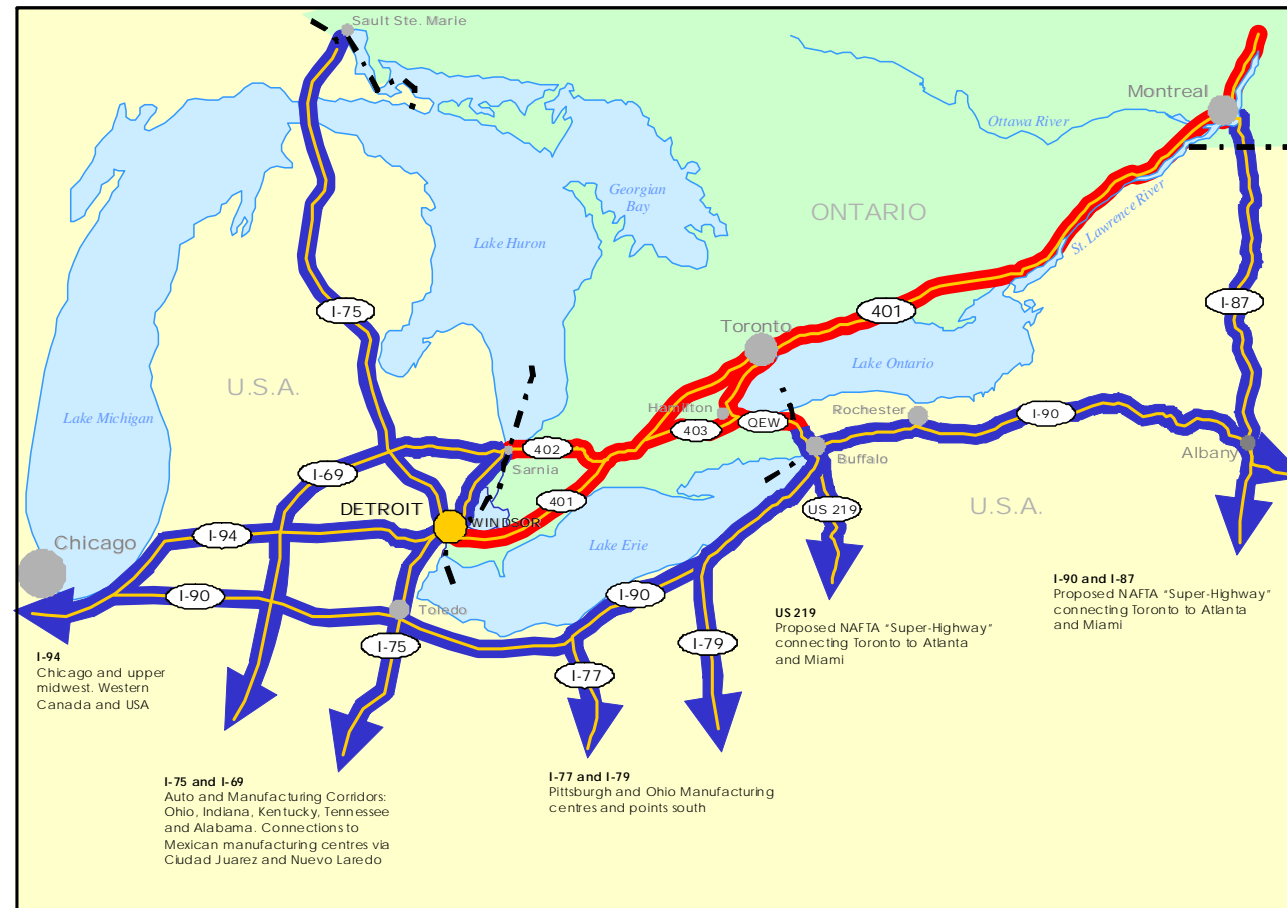 Sault Ste. Marie
Montreal
Ottawa River
Georgian
Bay
ONTARIO
St. Lawrence River
Lake Huron
I-75
401
I-87
Toronto
Lake Ontario
U.S.A.
Lake Michigan
Hamilton
403
QEW
Rochester
I-90
Albany
402
Sarnia
Buffalo
I-69
401
DETROIT
WINDSOR
US 219
U.S.A.
I-94
Chicago
Lake Erie
I-90
I-90
Toledo
I-75
I-79
I-77
I-90 and I-87
Proposed NAFTA “Super-Highway”
connecting Toronto to Atlanta
and Miami
US 219
Proposed NAFTA “Super-Highway”
connecting Toronto to Atlanta
and Miami
I-94
Chicago and upper
midwest. Western
Canada and USA
I-75 and I-69
Auto and Manufacturing Corridors:
Ohio, Indiana, Kentucky, Tennessee
and Alabama. Connections to
Mexican manufacturing centres via
Ciudad Juarez and Nuevo Laredo
I-77 and I-79
Pittsburgh and Ohio Manufacturing
centres and points south